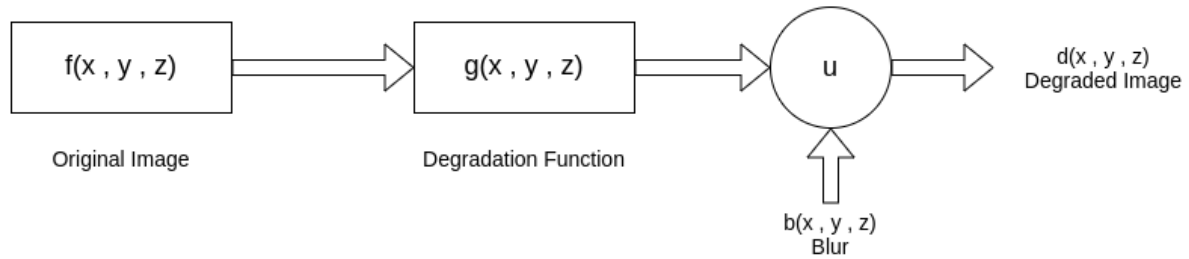 f(x , y , z)
g(x , y , z)
u
d(x , y , z)
Degraded Image
Original Image
Degradation Function
b(x , y , z)
Blur